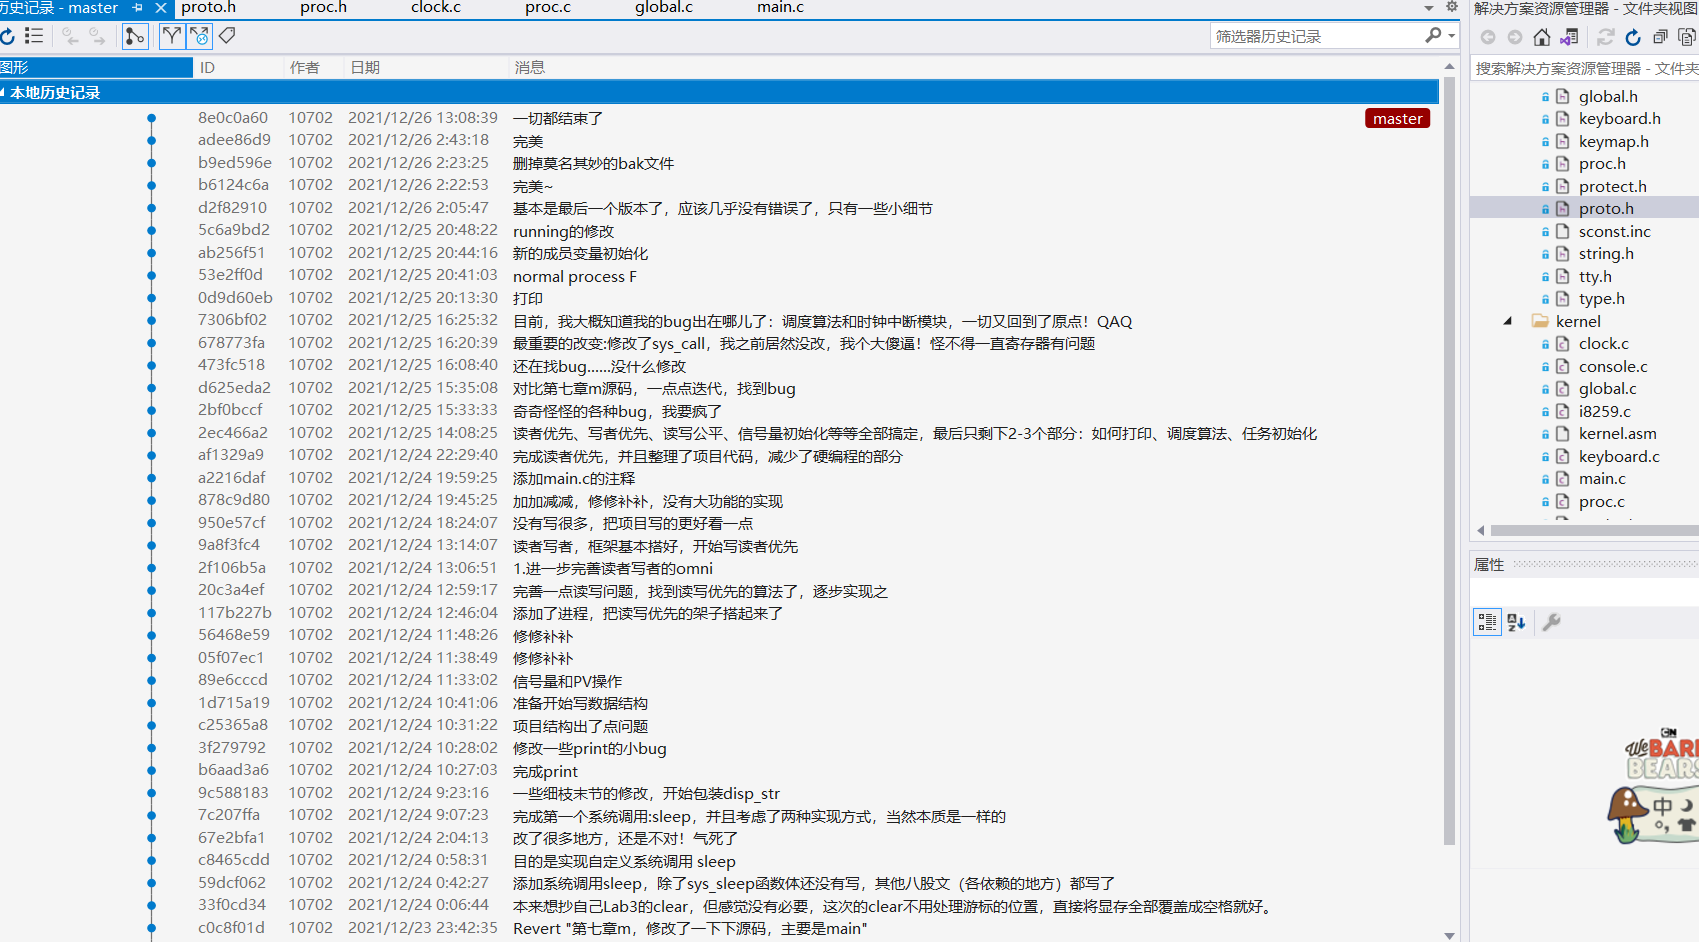 历史记录 - master
proto.h
proc.h
clock.c
proc.c
global.c
main.c
筛选器历史记录
图形 ID 作者 日期 消息
本地历史记录
8e0c0a60 10702 2021/12/26 13:08:39 一切都结束了 master
adee86d9 10702 2021/12/26 2:43:18 完美
b9ed596e 10702 2021/12/26 2:23:25 删掉莫名其妙的bak文件
b6124c6a 10702 2021/12/26 2:22:53 完美~
d2f82910 10702 2021/12/26 2:05:47 基本是最后一个版本了，应该几乎没有错误了，只有一些小细节
5c6a9bd2 10702 2021/12/25 20:48:22 running的修改
ab256f51 10702 2021/12/25 20:44:16 新的成员变量初始化
53e2ff0d 10702 2021/12/25 20:41:03 normal process F
0d9d60eb 10702 2021/12/25 20:13:30 打印
7306bf02 10702 2021/12/25 16:25:32 目前，我大概知道我的bug出在哪儿了：调度算法和时钟中断模块，一切又回到了原点！QAQ
678773fa 10702 2021/12/25 16:20:39 最重要的改变:修改了sys_call，我之前居然没改，我个大傻逼！怪不得一直寄存器有问题
473fc518 10702 2021/12/25 16:08:40 还在找bug......没什么修改
d625eda2 10702 2021/12/25 15:35:08 对比第七章m源码，一点点迭代，找到bug
2bf0bccf 10702 2021/12/25 15:33:33 奇奇怪怪的各种bug，我要疯了
2ec466a2 10702 2021/12/25 14:08:25 读者优先、写者优先、读写公平、信号量初始化等等全部搞定，最后只剩下2-3个部分：如何打印、调度算法、任务初始化
af1329a9 10702 2021/12/24 22:29:40 完成读者优先，并且整理了项目代码，减少了硬编程的部分
a2216daf 10702 2021/12/24 19:59:25 添加main.c的注释
878c9d80 10702 2021/12/24 19:45:25 加加减减，修修补补，没有大功能的实现
950e57cf 10702 2021/12/24 18:24:07 没有写很多，把项目写的更好看一点
9a8f3fc4 10702 2021/12/24 13:14:07 读者写者，框架基本搭好，开始写读者优先
2f106b5a 10702 2021/12/24 13:06:51 1.进一步完善读者写者的omni
20c3a4ef 10702 2021/12/24 12:59:17 完善一点读写问题，找到读写优先的算法了，逐步实现之
117b227b 10702 2021/12/24 12:46:04 添加了进程，把读写优先的架子搭起来了
56468e59 10702 2021/12/24 11:48:26 修修补补
05f07ec1 10702 2021/12/24 11:38:49 修修补补
89e6cccd 10702 2021/12/24 11:33:02 信号量和PV操作
1d715a19 10702 2021/12/24 10:41:06 准备开始写数据结构
c25365a8 10702 2021/12/24 10:31:22 项目结构出了点问题
3f279792 10702 2021/12/24 10:28:02 修改一些print的小bug
b6aad3a6 10702 2021/12/24 10:27:03 完成print
9c588183 10702 2021/12/24 9:23:16 一些细枝末节的修改，开始包装disp_str
7c207ffa 10702 2021/12/24 9:07:23 完成第一个系统调用:sleep，并且考虑了两种实现方式，当然本质是一样的
67e2bfa1 10702 2021/12/24 2:04:13 改了很多地方，还是不对！气死了
c8465cdd 10702 2021/12/24 0:58:31 目的是实现自定义系统调用 sleep
59dcf062 10702 2021/12/24 0:42:27 添加系统调用sleep，除了sys_sleep函数体还没有写，其他八股文（各依赖的地方）都写了
33f0cd34 10702 2021/12/24 0:06:44 本来想抄自己Lab3的clear，但感觉没有必要，这次的clear不用处理游标的位置，直接将显存全部覆盖成空格就好。
c0c8f01d 10702 2021/12/23 23:42:35 Revert "第七章m，修改了一下下源码，主要是main"
解决方案资源管理器 - 文件夹视图
搜索解决方案资源管理器 - 文件夹
global.h
keyboard.h
keymap.h
proc.h
protect.h
proto.h
sconst.inc
string.h
tty.h
type.h
kernel
clock.c
console.c
global.c
i8259.c
kernel.asm
keyboard.c
main.c
proc.c
属性
CN
We BARE
BEARS
中